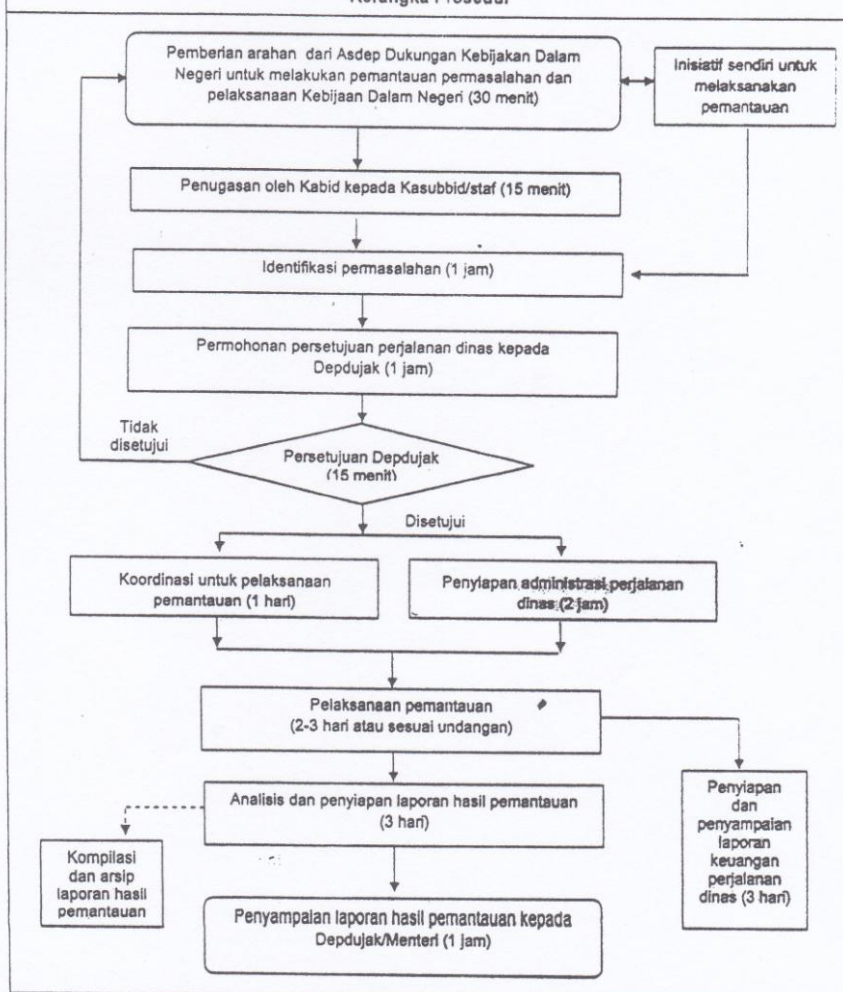 Kerangka Prosedur
Pemberian arahan dari Asdep Dukungan Kebijakan Dalam
Negeri untuk melakukan pemantauan permasalahan dan
pelaksanaan Kebijaan Dalam Negeri (30 menit)
Inisiatif sendiri untuk
melaksanakan
pemantauan
Penugasan oleh Kabid kepada Kasubbid/staf (15 menit)
Identifikasi permasalahan (1 jam)
Permohonan persetujuan perjalanan dinas kepada
Depdujak (1 jam)
Tidak
disetujui
Persetujuan Depdujak
(15 menit)
Disetujui
Koordinasi untuk pelaksanaan
pemantauan (1 hari)
Penyiapan administrasi perjalanan
dinas (2 jam)
Pelaksanaan pemantauan
(2-3 hari atau sesuai undangan)
Analisis dan penyiapan laporan hasil pemantauan
(3 hari)
Kompilasi
dan arsip
laporan hasil
pemantauan
Penyiapan
dan
penyampaian
laporan
keuangan
perjalanan
dinas (3 hari)
Penyampaian laporan hasil pemantauan kepada
Depdujak/Menteri (1 jam)